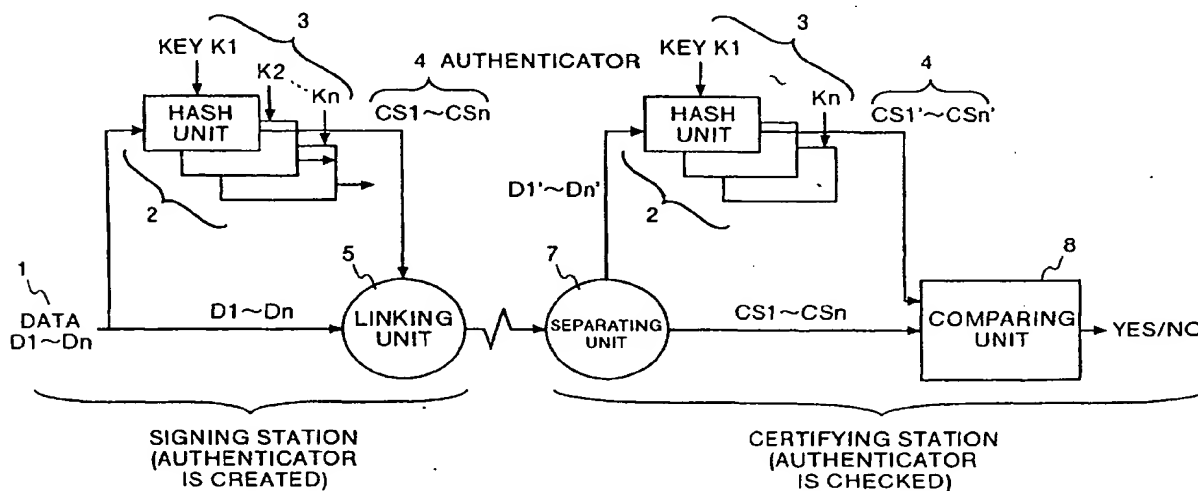 3
KEY K1
K2
Kn
4 AUTHENTICATOR
CS1~CSn
HASH
UNIT
2
1
DATA
D1~Dn
D1~Dn
5
LINKING
UNIT
SIGNING STATION
(AUTHENTICATOR
IS CREATED)
3
KEY K1
~
Kn
4
CS1'~CSn'
HASH
UNIT
D1'~Dn'
2
7
SEPARATING
UNIT
CS1~CSn
8
COMPARING
UNIT
YES/NO
CERTIFYING STATION
(AUTHENTICATOR
IS CHECKED)